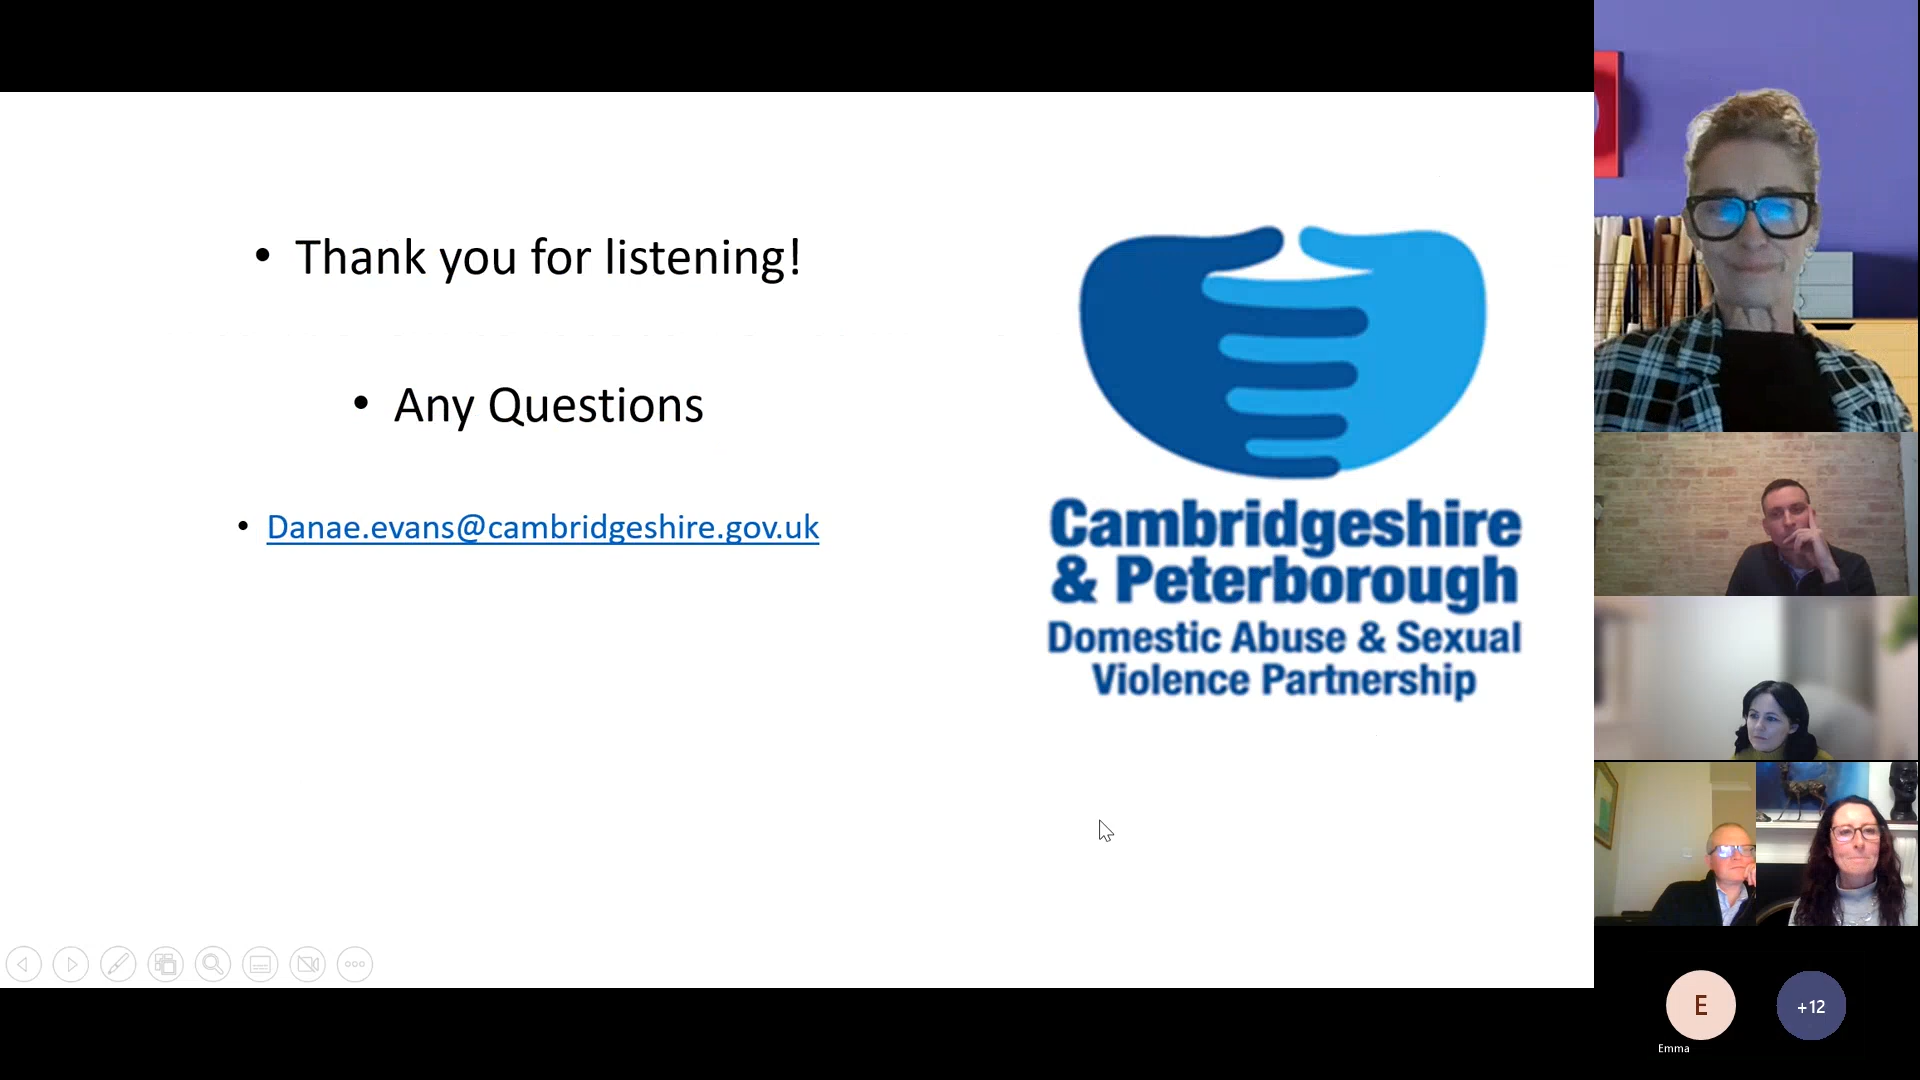 Thank you for listening!
Any Questions
Danae.evans@cambridgeshire.gov.uk
Cambridgeshire
& Peterborough
Domestic Abuse & Sexual
Violence Partnership
E
+12
Emma